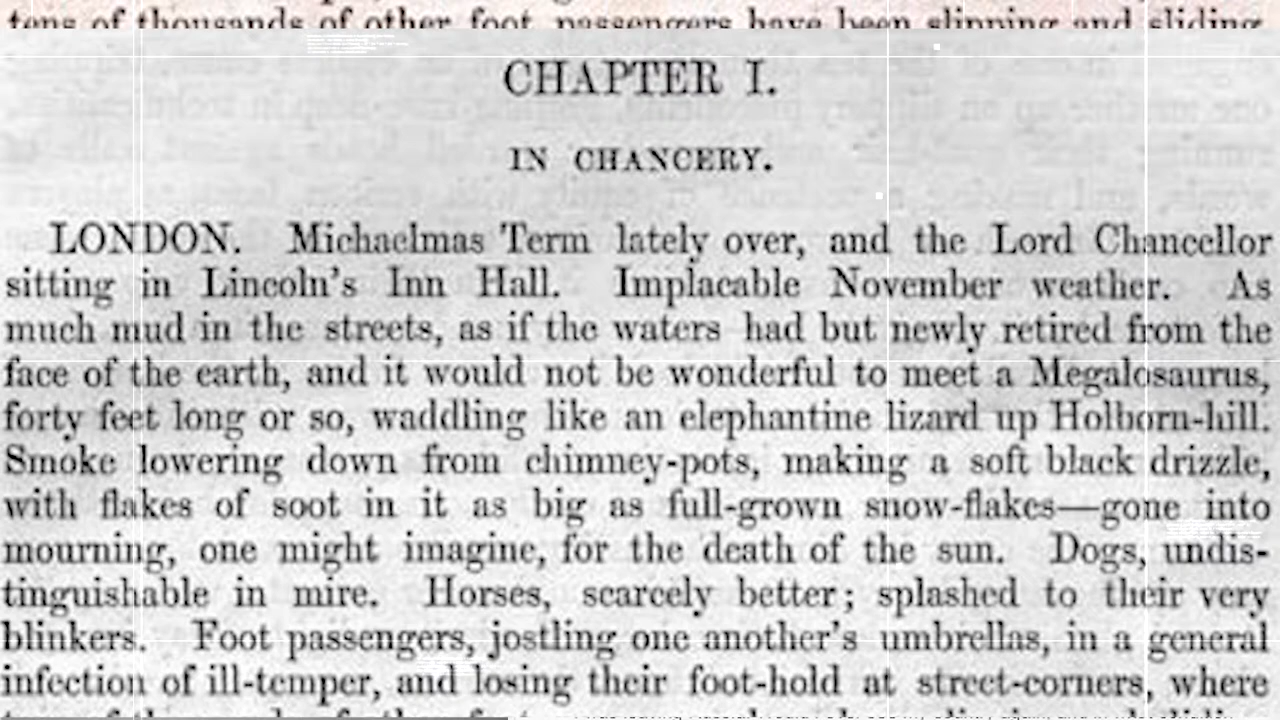 tens of thousands of other foot passengers have been slipping and sliding
CHAPTER I.
IN CHANCERY.
LONDON. Michaelmas Term lately over, and the Lord Chancellor
sitting in Lincoln's Inn Hall. Implacable November weather. As
much mud in the streets, as if the waters had but newly retired from the
face of the earth, and it would not be wonderful to meet a Megalosaurus,
forty feet long or so, waddling like an elephantine lizard up Holborn-hill.
Smoke lowering down from chimney-pots, making a soft black drizzle,
with flakes of soot in it as big as full-grown snow-flakes—gone into
mourning, one might imagine, for the death of the sun. Dogs, undis-
tinguishable in mire. Horses, scarcely better; splashed to their very
blinkers. Foot passengers, jostling one another's umbrellas, in a general
infection of ill-temper, and losing their foot-hold at street-corners, where